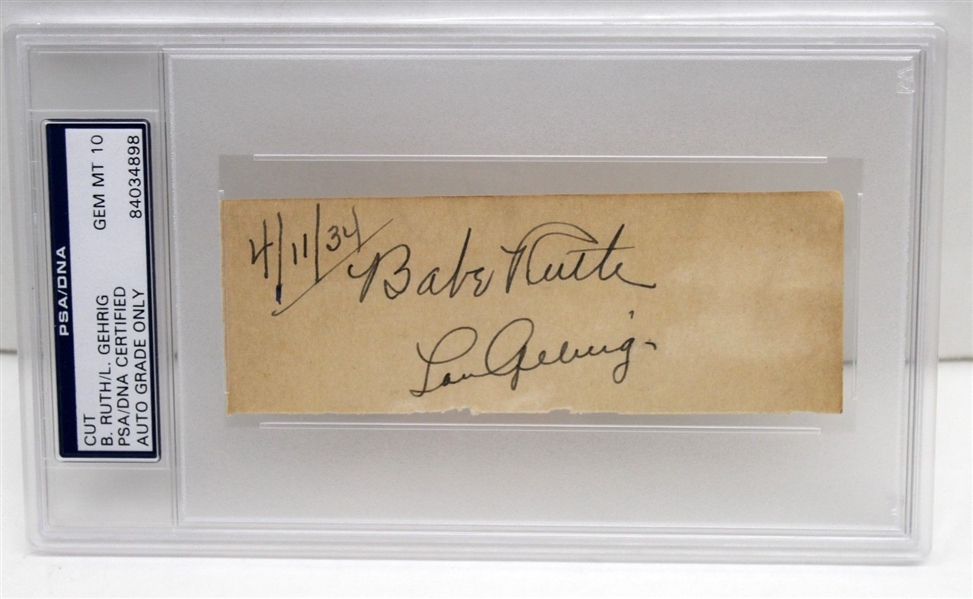 PSA/DNA
CUT
B. RUTH/L. GEHRIG
PSA/DNA CERTIFIED
AUTO GRADE ONLY
GEM MT 10
84034898
4/11/34
Babe Ruth
Lou Gehrig